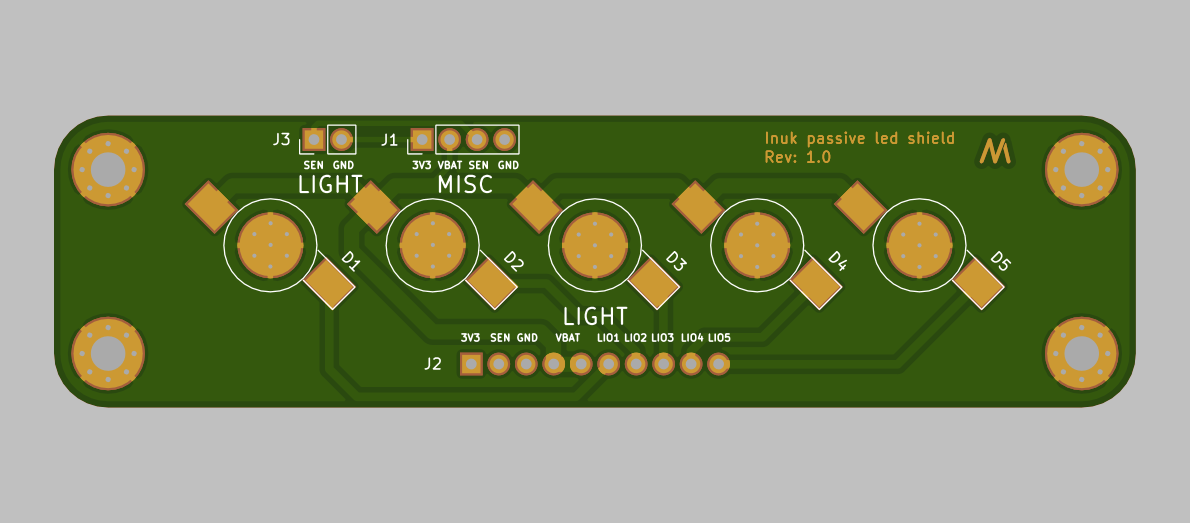 J3
J1
SEN GND
3V3 VBAT SEN GND
LIGHT
MISC
Inuk passive led shield
Rev: 1.0
D1
D2
D3
D4
D5
LIGHT
3V3 SEN GND VBAT LIO1 LIO2 LIO3 LIO4 LIO5
J2